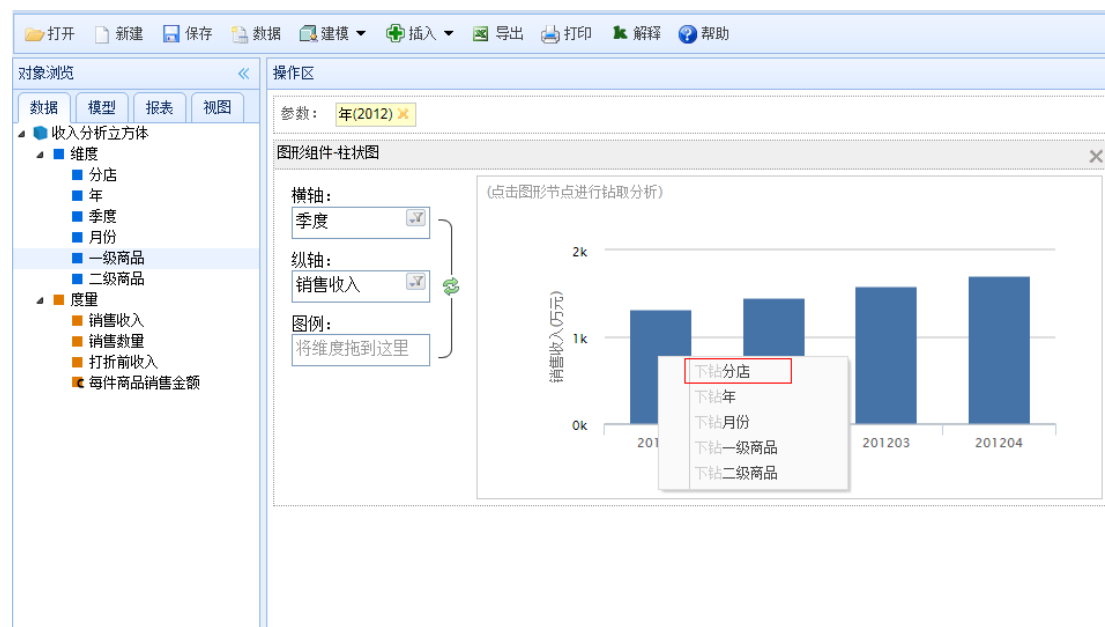 打开 新建 保存 数据 建模 插入 导出 打印 解释 帮助
对象浏览
数据 模型 报表 视图
收入分析立方体
维度
分店
年
季度
月份
一级商品
二级商品
度量
销售收入
销售数量
打折前收入
每件商品销售金额
操作区
参数： 年(2012)
图形组件-柱状图
横轴：
季度
纵轴：
销售收入
图例：
将维度拖到这里
(点击图形节点进行钻取分析)
销售收入(万元)
2k
1k
0k
201 201203 201204
下钻分店
下钻年
下钻月份
下钻一级商品
下钻二级商品